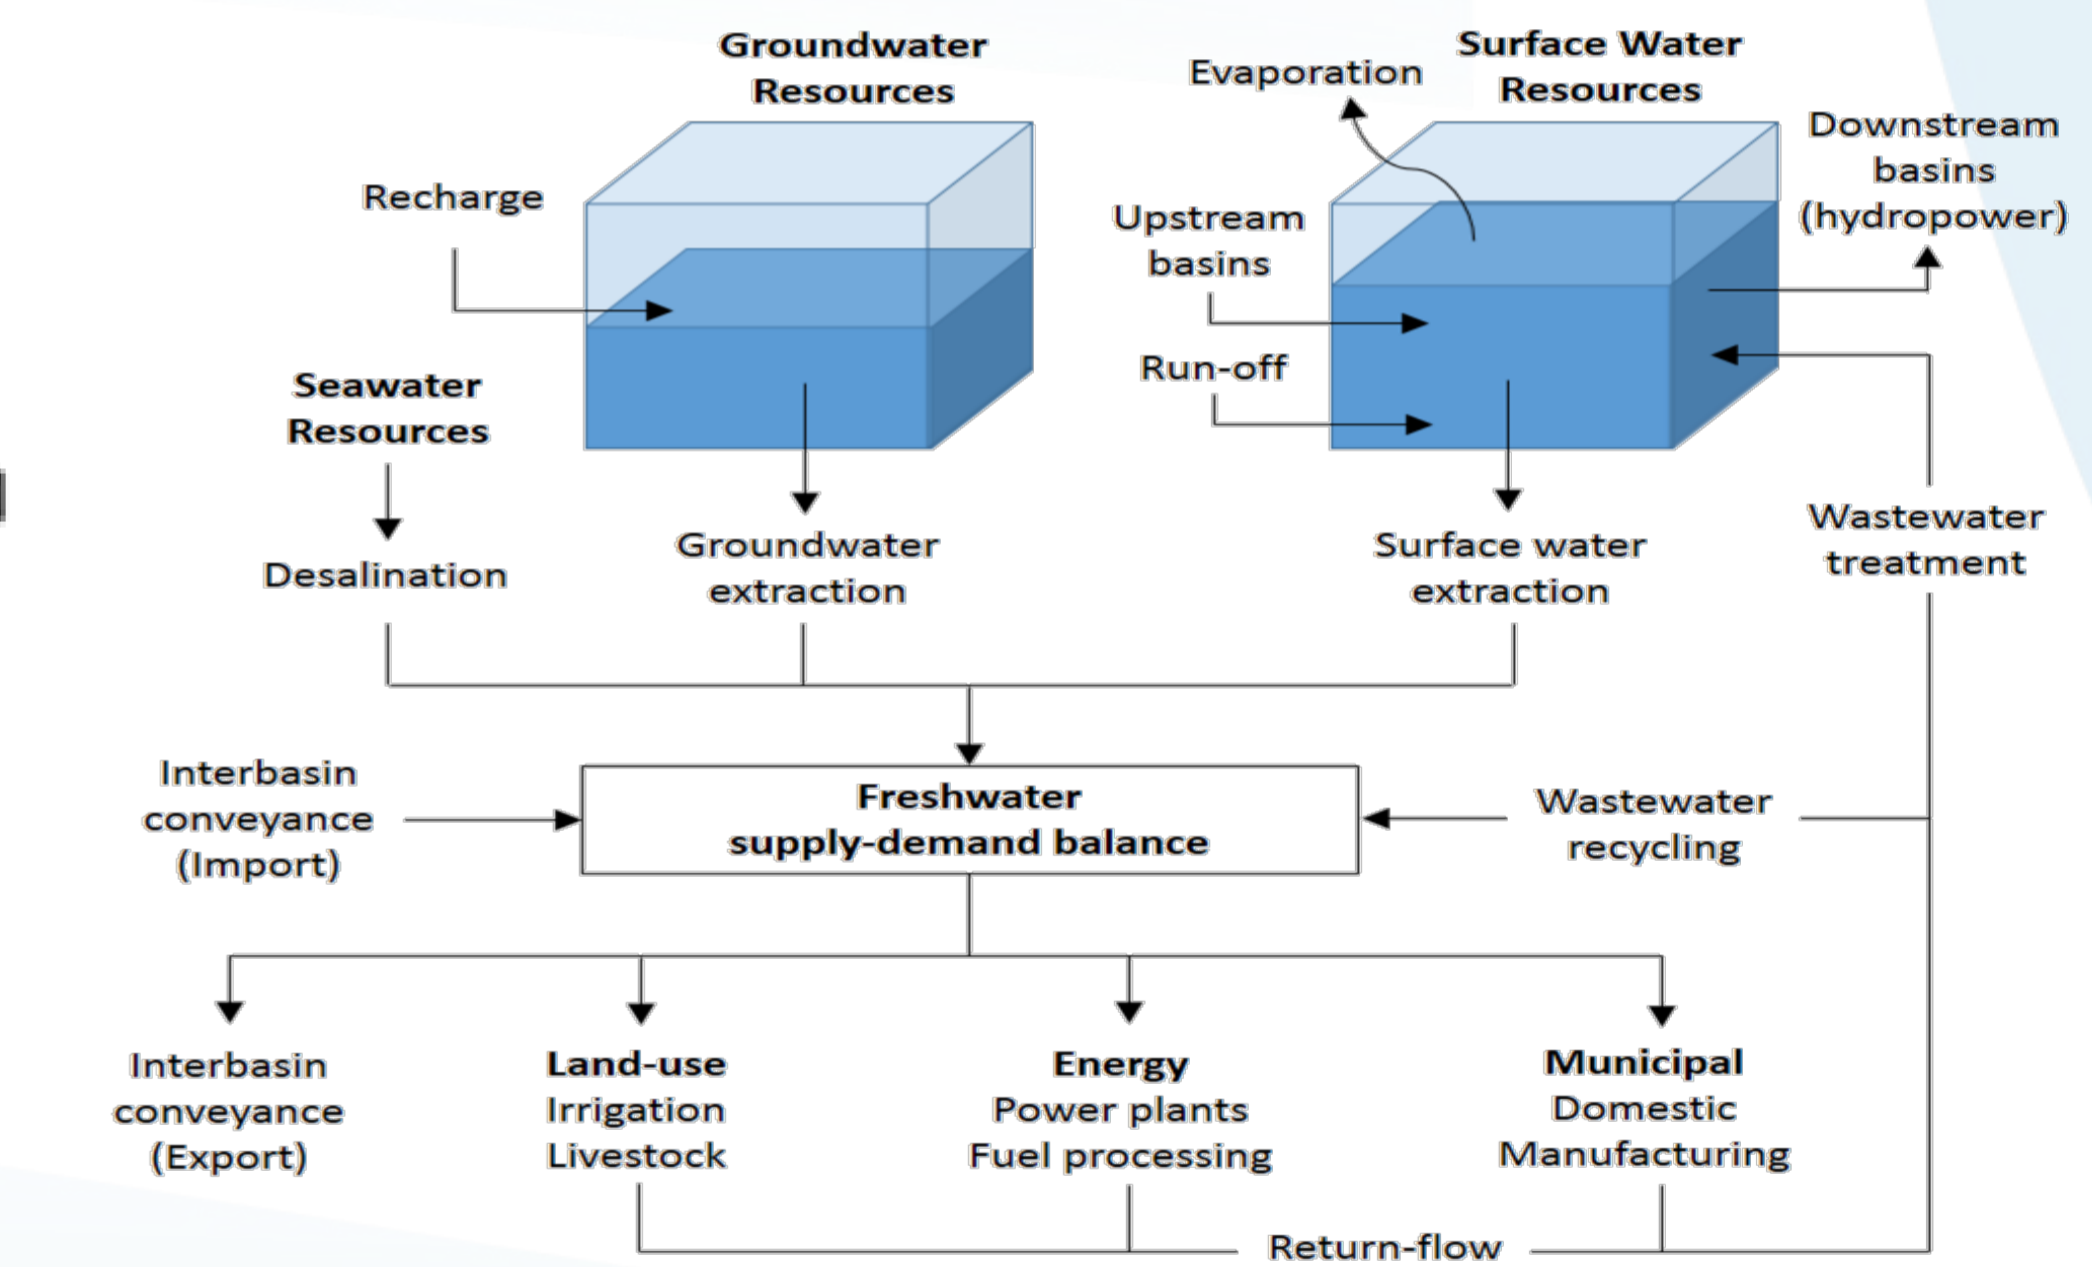 Groundwater
Resources
Surface Water
Resources
Evaporation
Downstream
basins
(hydropower)
Recharge
Upstream
basins
Run-off
Seawater
Resources
Desalination
Groundwater
extraction
Surface water
extraction
Wastewater
treatment
Interbasin
conveyance
(Import)
Freshwater
supply-demand balance
Wastewater
recycling
Interbasin
conveyance
(Export)
Land-use
Irrigation
Livestock
Energy
Power plants
Fuel processing
Municipal
Domestic
Manufacturing
Return-flow